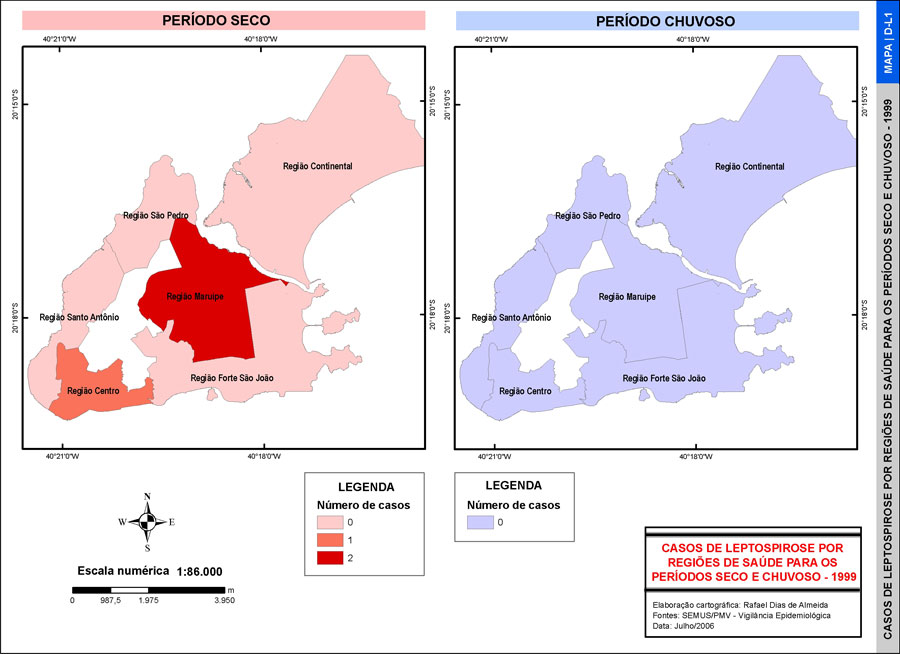 PERÍODO SECO
40°21'0"W
40°18'0"W
20°15'0"S
20°15'0"S
Região Continental
Região São Pedro
Região Maruípe
Região Santo Antônio
20°18'0"S
20°18'0"S
Região Forte São João
Região Centro
40°21'0"W
40°18'0"W
PERÍODO CHUVOSO
40°21'0"W
40°18'0"W
20°15'0"S
Região Continental
Região São Pedro
Região Maruípe
Região Santo Antônio
20°18'0"S
Região Forte São João
Região Centro
40°21'0"W
40°18'0"W
LEGENDA
Número de casos
0
1
2
LEGENDA
Número de casos
0
N
W
E
S
Escala numérica 1:86.000
m
0 987,5 1.975 3.950
CASOS DE LEPTOSPIROSE POR
REGIÕES DE SAÚDE PARA OS
PERÍODOS SECO E CHUVOSO - 1999
Elaboração cartográfica: Rafael Dias de Almeida
Fontes: SEMUS/PMV - Vigilância Epidemiológica
Data: Julho/2006
MAPA | D-L1
CASOS DE LEPTOSPIROSE POR REGIÕES DE SAÚDE PARA OS PERÍODOS SECO E CHUVOSO - 1999